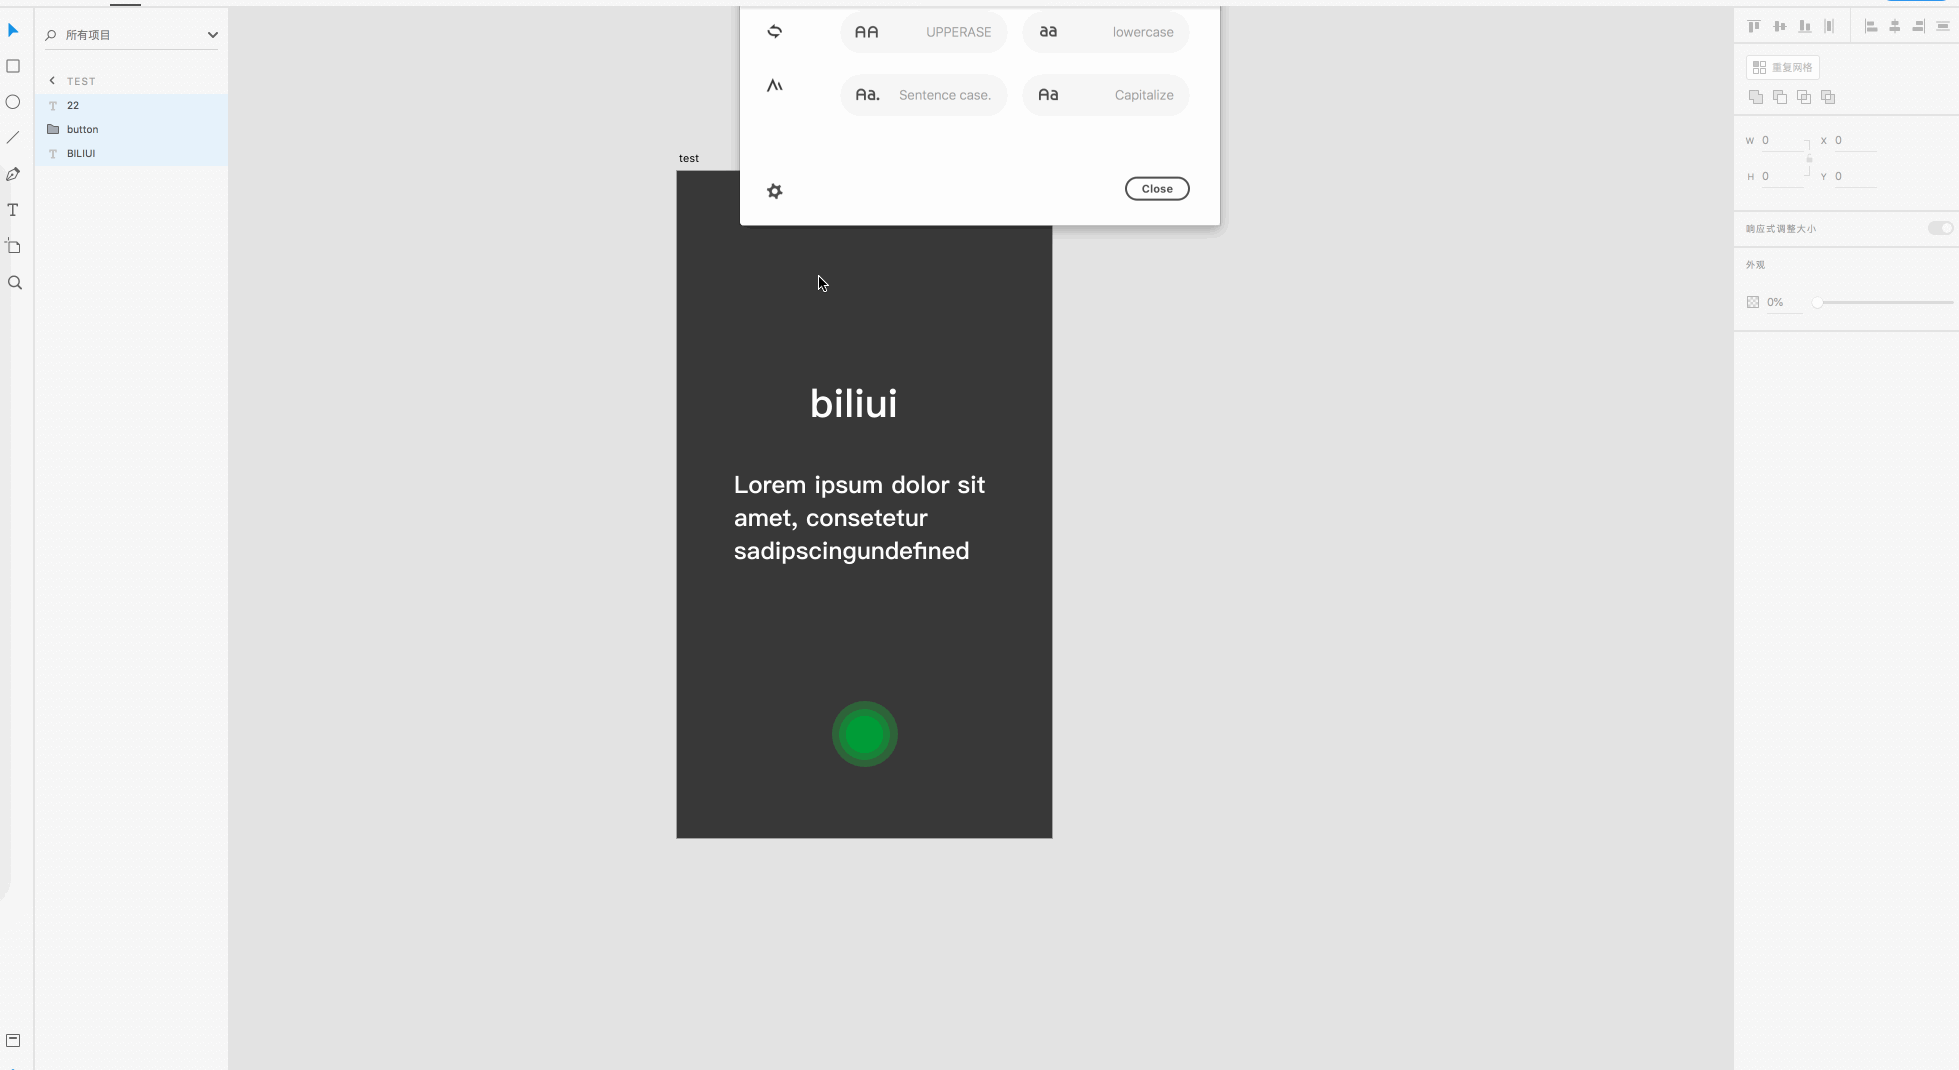 所有项目
TEST
22
button
BILIUI
AA UPPERASE
aa lowercase
Aa. Sentence case.
Aa Capitalize
Close
test
biliui
Lorem ipsum dolor sit
amet, consetetur
sadipscingundefined
重复网格
W 0 X 0
H 0 Y 0
响应式调整大小
外观
0%